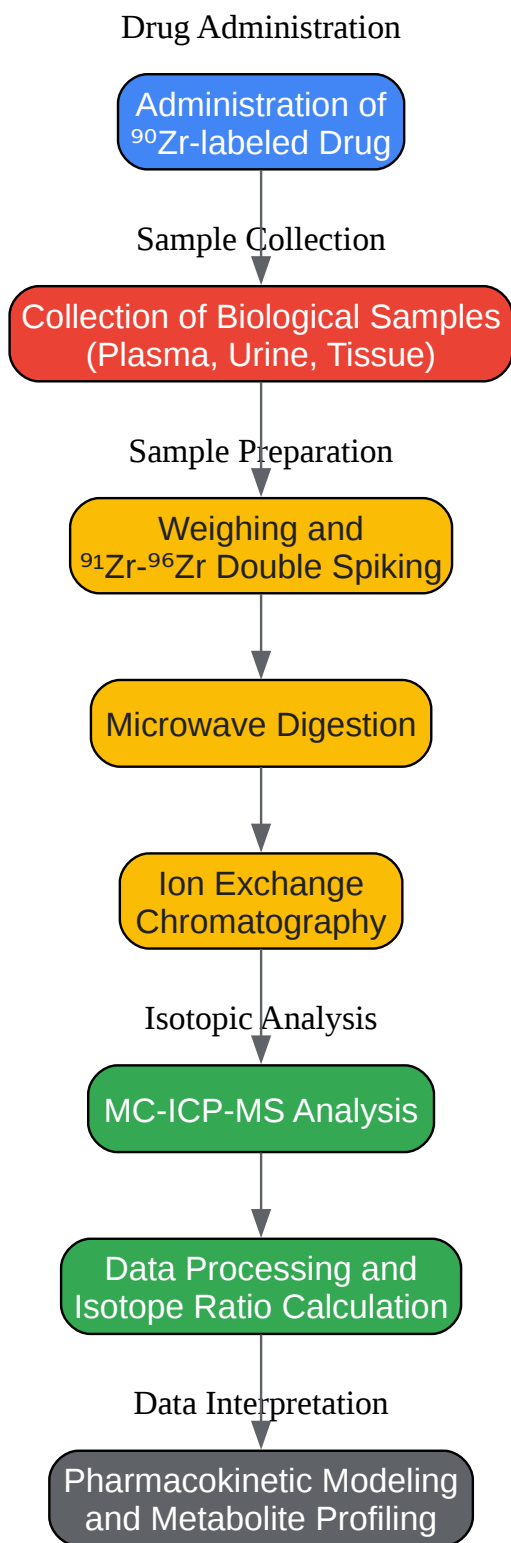 Drug Administration
Administration of
⁹⁰Zr-labeled Drug
Sample Collection
Collection of Biological Samples
(Plasma, Urine, Tissue)
Sample Preparation
Weighing and
⁹¹Zr-⁹⁶Zr Double Spiking
Microwave Digestion
Ion Exchange
Chromatography
Isotopic Analysis
MC-ICP-MS Analysis
Data Processing and
Isotope Ratio Calculation
Data Interpretation
Pharmacokinetic Modeling
and Metabolite Profiling